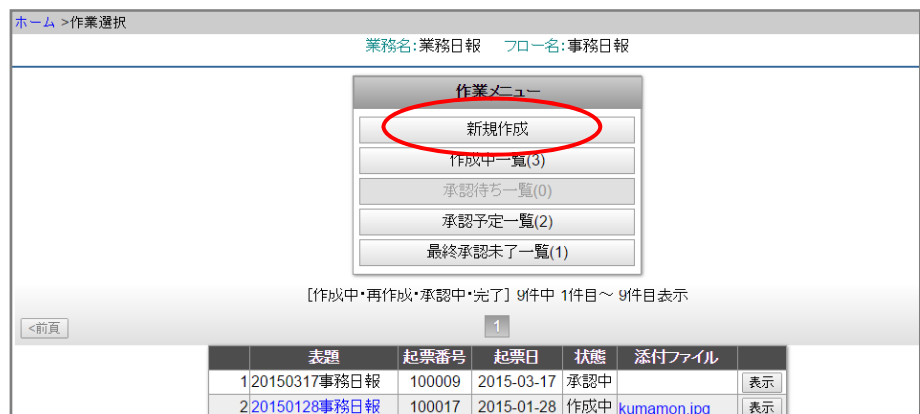 ホーム >作業選択
業務名:業務日報 フロー名:事務日報
作業メニュー
新規作成
作成中一覧(3)
承認待ち一覧(0)
承認予定一覧(2)
最終承認未了一覧(1)
[作成中・再作成・承認中・完了] 9件中 1件目～ 9件目表示
<前頁 1
表題 起票番号 起票日 状態 添付ファイル
1 20150317事務日報 100009 2015-03-17 承認中 表示
2 20150128事務日報 100017 2015-01-28 作成中 kumamon.jpg 表示